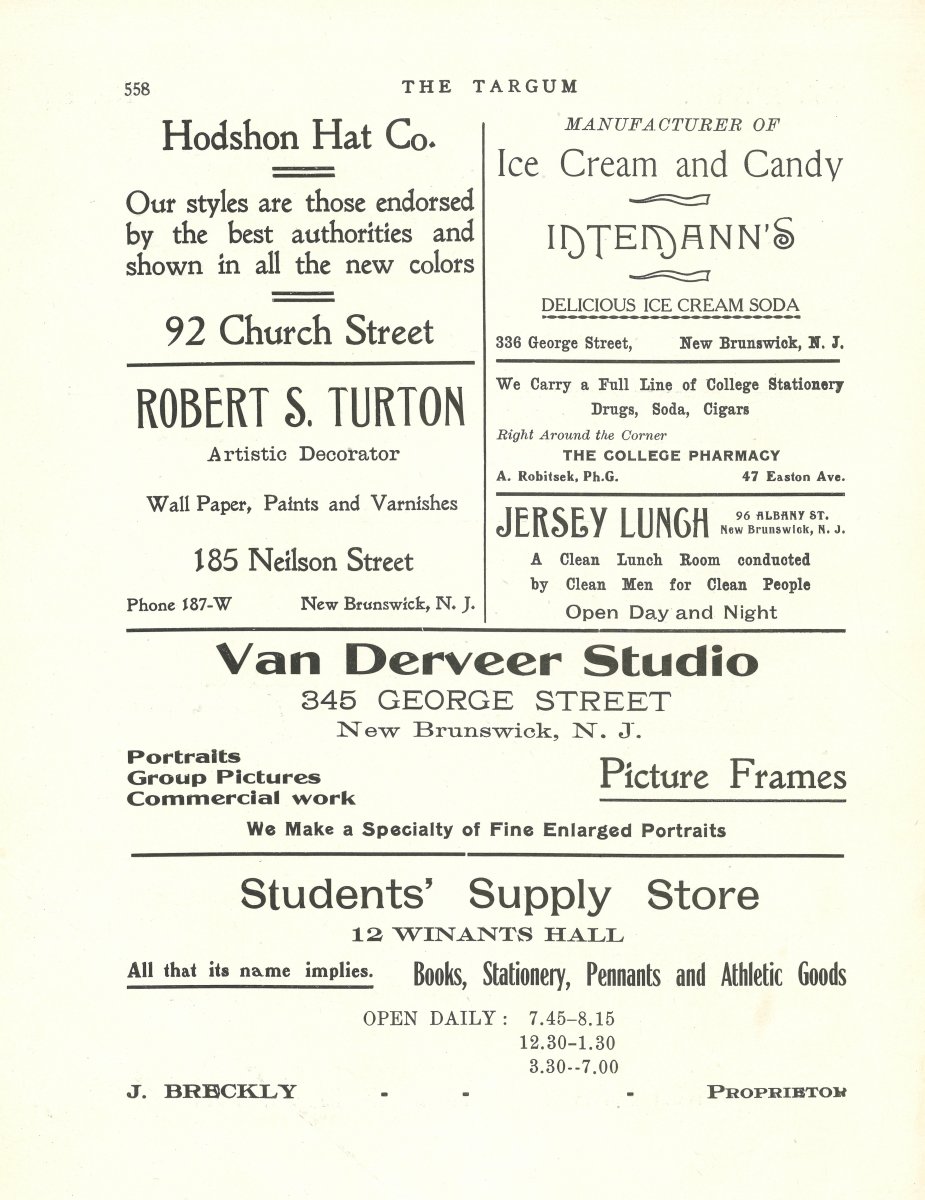 558
THE TARGUM
Hodshon Hat Co.
Our styles are those endorsed
by the best authorities and
shown in all the new colors
92 Church Street
ROBERT S. TURTON
Artistic Decorator
Wall Paper, Paints and Varnishes
185 Neilson Street
Phone 187-W New Brunswick, N. J.
MANUFACTURER OF
Ice Cream and Candy
INTEMANN'S
DELICIOUS ICE CREAM SODA
336 George Street, New Brunswick, N. J.
We Carry a Full Line of College Stationery
Drugs, Soda, Cigars
Right Around the Corner
THE COLLEGE PHARMACY
A. Robitsek, Ph.G. 47 Easton Ave.
JERSEY LUNCH
96 ALBANY ST.
New Brunswick, N. J.
A Clean Lunch Room conducted
by Clean Men for Clean People
Open Day and Night
Van Derveer Studio
345 GEORGE STREET
New Brunswick, N. J.
Portraits
Group Pictures
Commercial work
Picture Frames
We Make a Specialty of Fine Enlarged Portraits
Students' Supply Store
12 WINANTS HALL
All that its name implies. Books, Stationery, Pennants and Athletic Goods
OPEN DAILY: 7.45–8.15
12.30–1.30
3.30--7.00
J. BRECKLY - - - PROPRIETOR